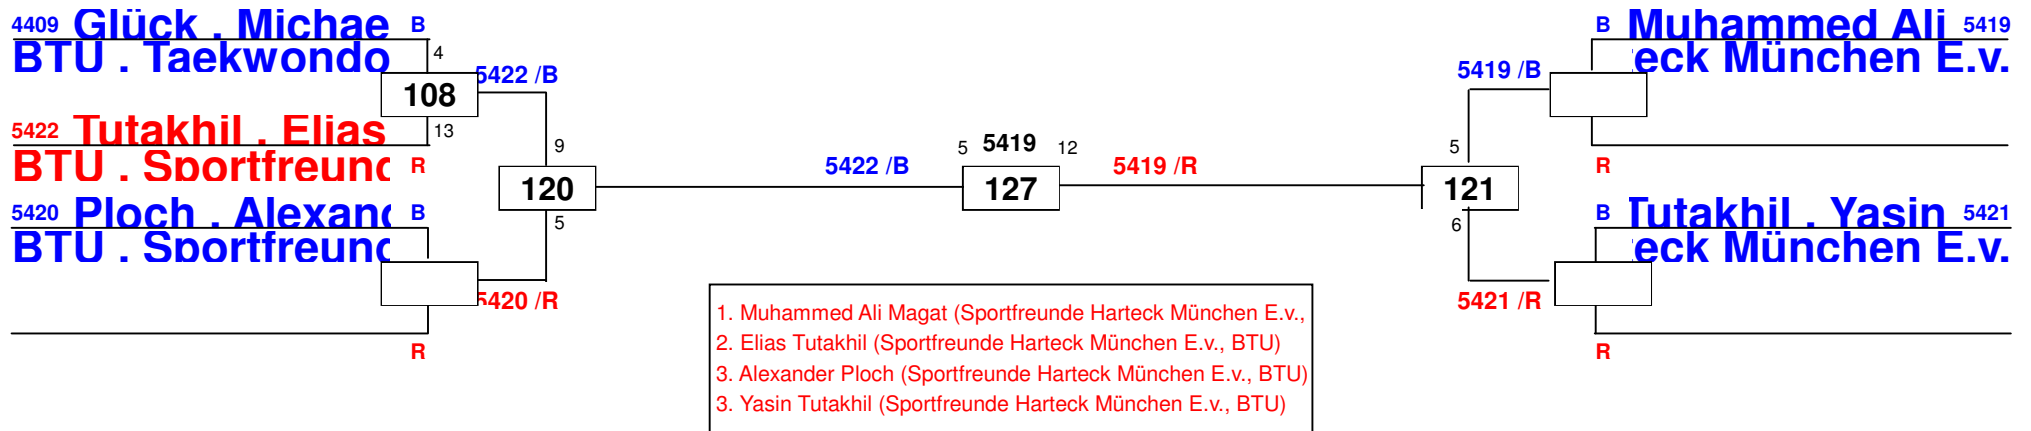 4409 Glück . Michae B
BTU . Taekwondo
4
5422 /B
108
13
5422 Tutakhil . Elias
BTU . Sportfreunc R
9
120
5
5420 Ploch . Alexanc B
BTU . Sportfreunc
5420 /R
R
5422 /B
5 5419 12
127
5419 /R
B Muhammed Ali 5419
eck München E.v.
5419 /B
5
R
121
6
B Tutakhil . Yasin 5421
eck München E.v.
5421 /R
R
1. Muhammed Ali Magat (Sportfreunde Harteck München E.v.,
2. Elias Tutakhil (Sportfreunde Harteck München E.v., BTU)
3. Alexander Ploch (Sportfreunde Harteck München E.v., BTU)
3. Yasin Tutakhil (Sportfreunde Harteck München E.v., BTU)